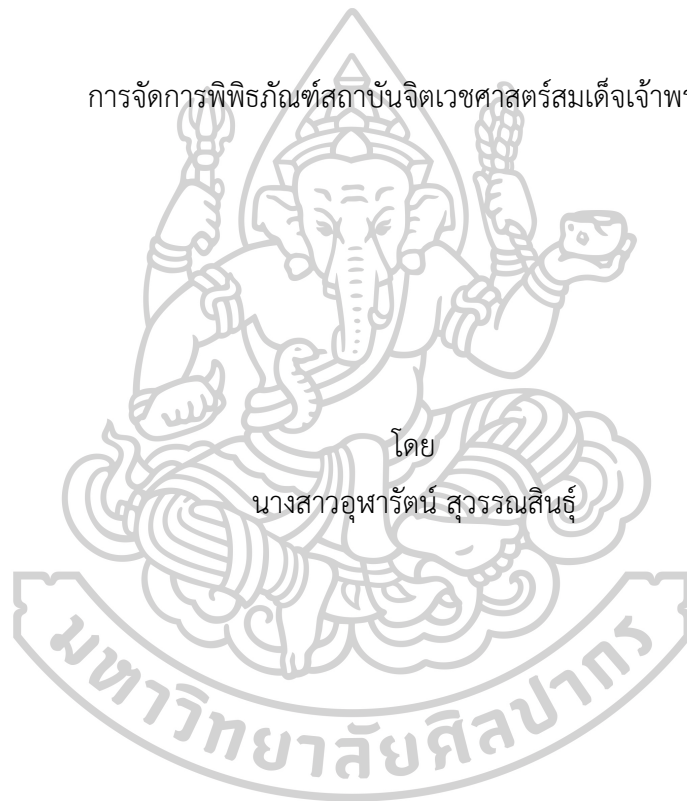 การจัดการพิพิธภัณฑ์สถาบันจิตเวชศาสตร์สมเด็จเจ้าพร
โดย
นางสาวอุฬารัตน์ สุวรรณสินธุ์
มหาวิทยาลัยศิลปากร